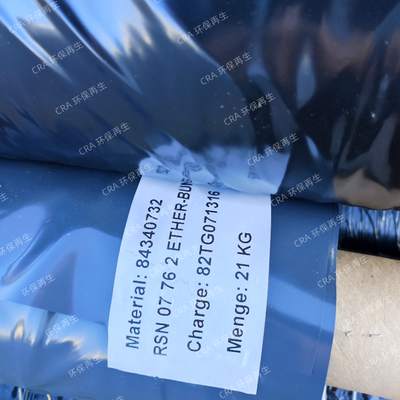 Material: 84340732
RSN 07 76 2 ETHER-BUN
Charge: 82TG071316
Menge: 21 KG
CRA 环保再生